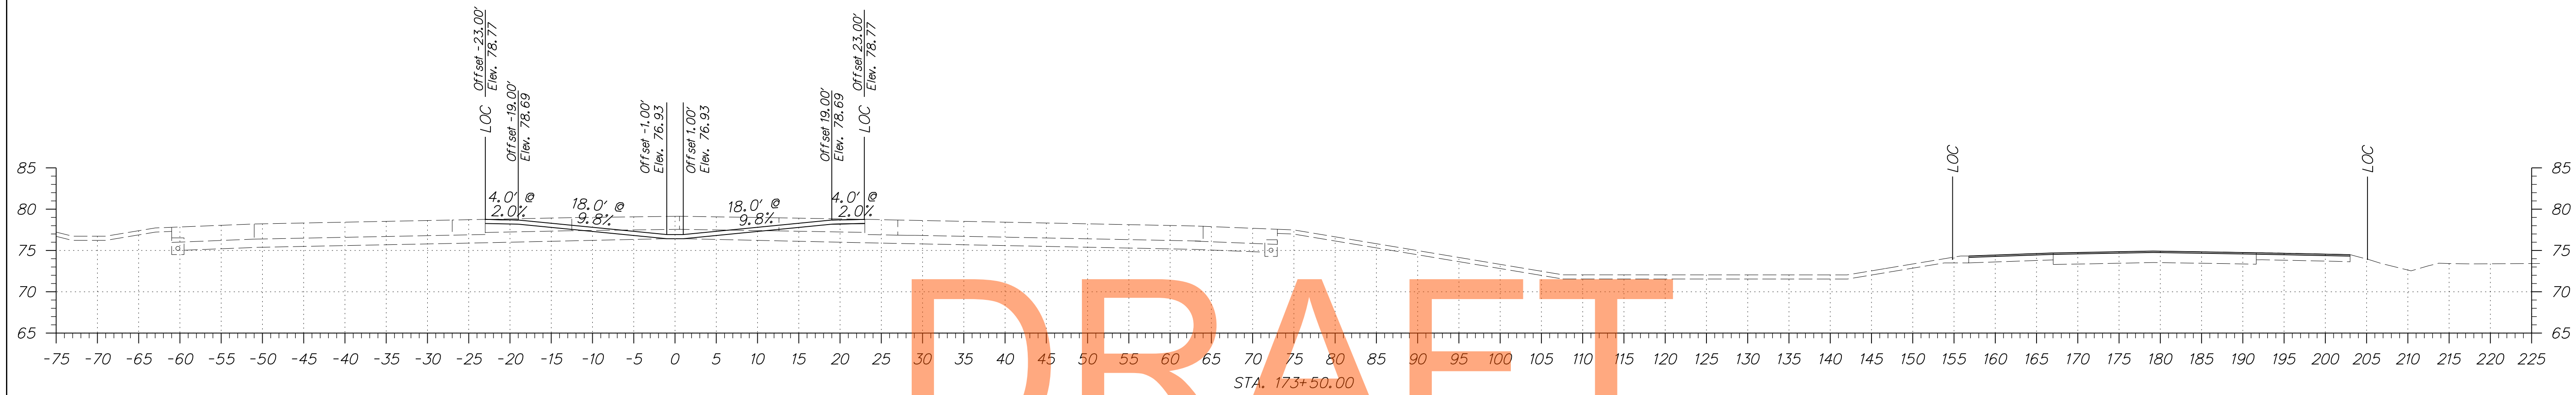 Offset -23.00'
Elev. 78.77
LOC
Offset -19.00'
Elev. 78.69
Offset -1.00'
Elev. 76.93
Offset 1.00'
Elev. 76.93
Offset 19.00'
Elev. 78.69
Offset 23.00'
Elev. 78.77
LOC
LOC
LOC
4.0' @
2.0%
18.0' @
9.8%
18.0' @
9.8%
4.0' @
2.0%
85
80
75
70
65
85
80
75
70
65
-75 -70 -65 -60 -55 -50 -45 -40 -35 -30 -25 -20 -15 -10 -5 0 5 10 15 20 25 30 35 40 45 50 55 60 65 70 75 80 85 90 95 100 105 110 115 120 125 130 135 140 145 150 155 160 165 170 175 180 185 190 195 200 205 210 215 220 225
STA. 173+50.00
DRAFT